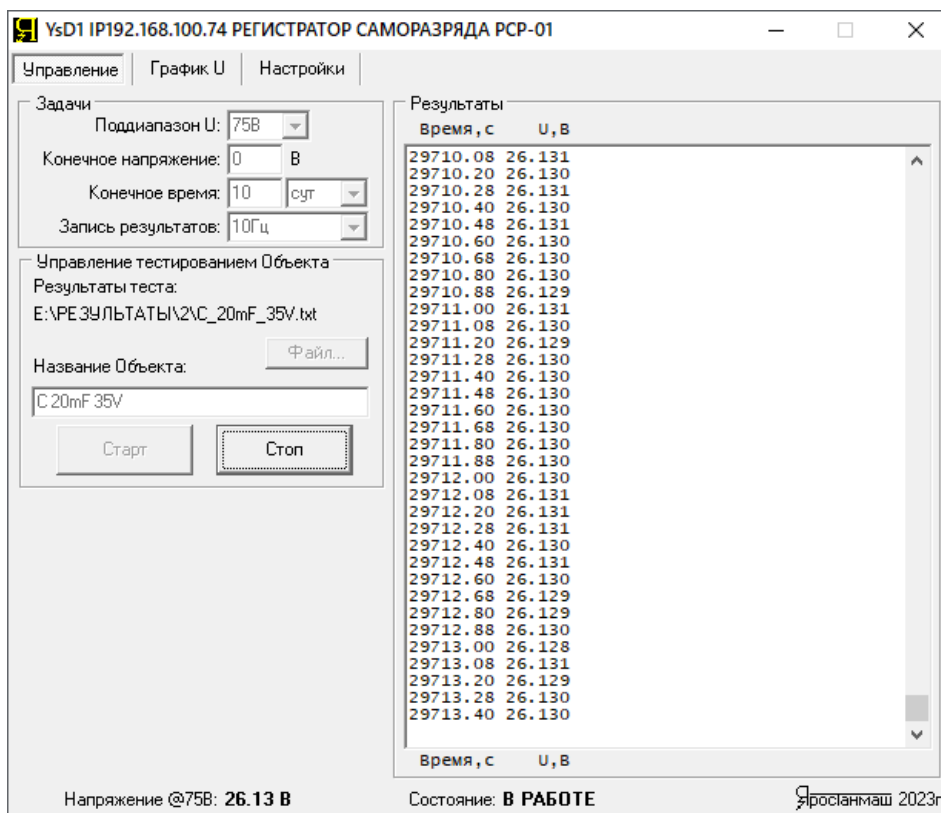 YsD1 IP192.168.100.74 РЕГИСТРАТОР САМОРАЗРЯДА РСР-01
Управление График U Настройки
Задачи
Поддиапазон U: 75В
Конечное напряжение: 0 В
Конечное время: 10 сут
Запись результатов: 10Гц
Управление тестированием Объекта
Результаты теста:
E:\РЕЗУЛЬТАТЫ\2\C_20mF_35V.txt
Файл...
Название Объекта:
C 20mF 35V
Старт Стоп
Результаты
Время,с U,В
29710.08 26.131
29710.20 26.130
29710.28 26.131
29710.40 26.130
29710.48 26.131
29710.60 26.130
29710.68 26.130
29710.80 26.130
29710.88 26.129
29711.00 26.131
29711.08 26.130
29711.20 26.129
29711.28 26.130
29711.40 26.130
29711.48 26.130
29711.60 26.130
29711.68 26.130
29711.80 26.130
29711.88 26.130
29712.00 26.130
29712.08 26.131
29712.20 26.131
29712.28 26.131
29712.40 26.130
29712.48 26.131
29712.60 26.130
29712.68 26.129
29712.80 26.129
29712.88 26.130
29713.00 26.128
29713.08 26.131
29713.20 26.129
29713.28 26.130
29713.40 26.130
Время,с U,В
Напряжение @75В: 26.13 В
Состояние: В РАБОТЕ
Яростанмаш 2023г